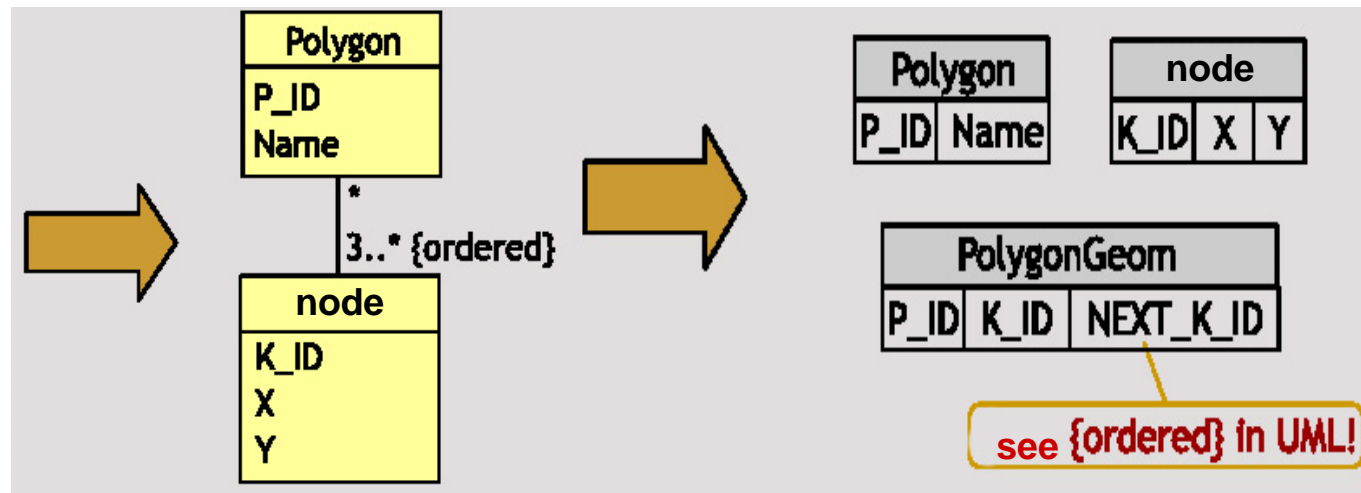 Polygon
P_ID
Name
*
3..* {ordered}
node
K_ID
X
Y
Polygon
P_ID Name
node
K_ID X Y
PolygonGeom
P_ID K_ID NEXT_K_ID
see {ordered} in UML!